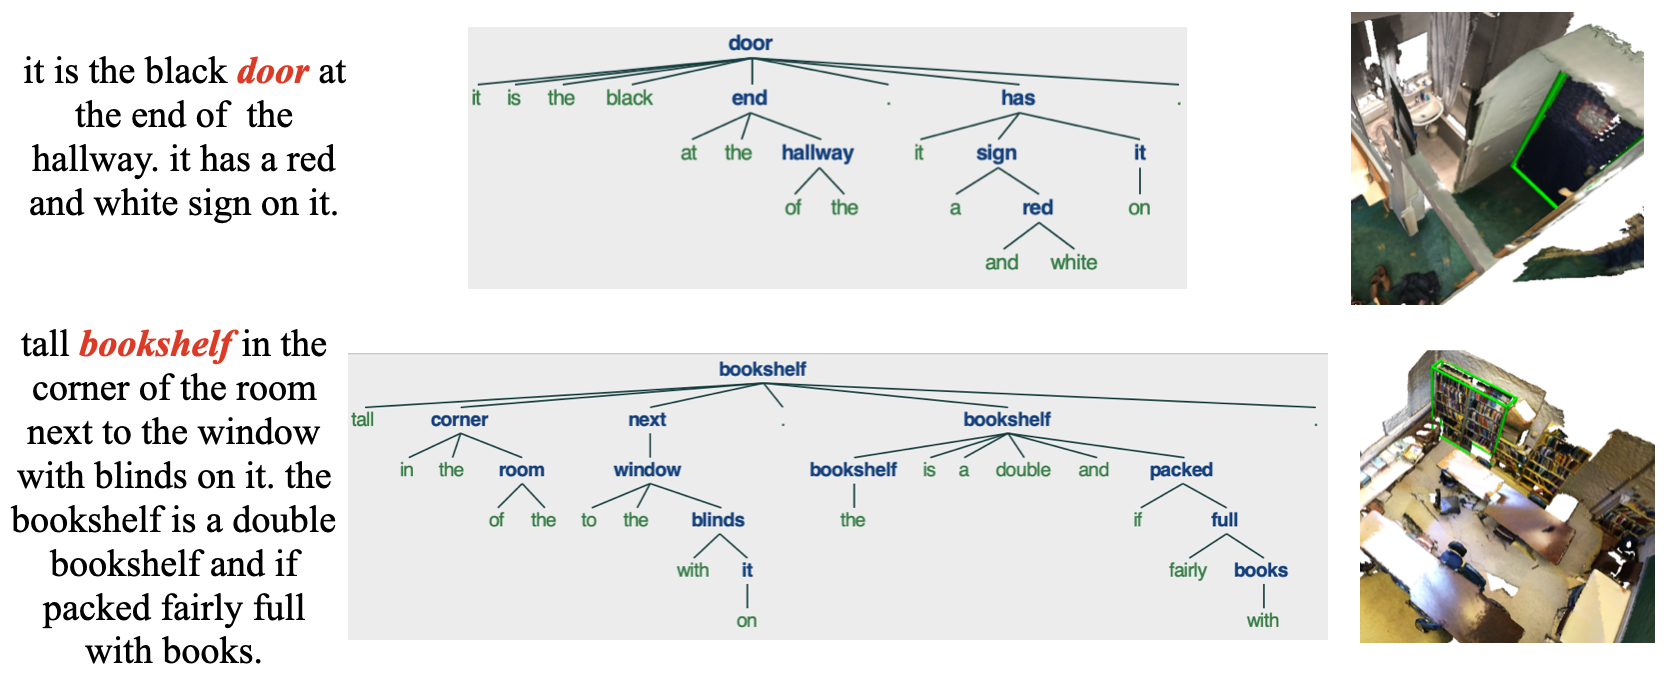 it is the black door at
the end of the
hallway. it has a red
and white sign on it.
door
it is the black end . has .
at the hallway it sign it
of the a red on
and white
tall bookshelf in the
corner of the room
next to the window
with blinds on it. the
bookshelf is a double
bookshelf and if
packed fairly full
with books.
bookshelf
tall corner next . bookshelf .
in the room window bookshelf is a double and packed
of the to the blinds the if full
with it fairly books
on with